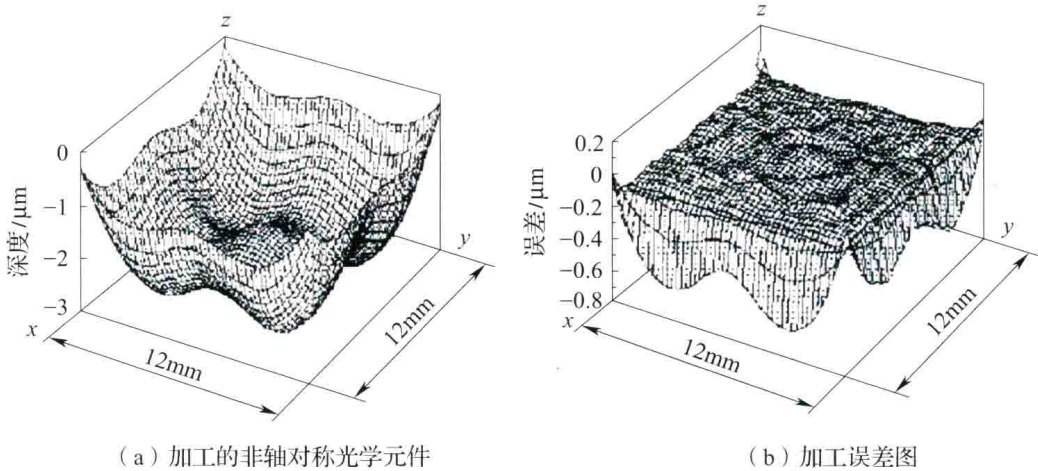 z
0
−1
−2
−3
深度/μm
x
y
12mm
12mm
（a）加工的非轴对称光学元件
z
0.2
0
−0.2
−0.4
−0.6
−0.8
误差/μm
x
y
12mm
12mm
（b）加工误差图